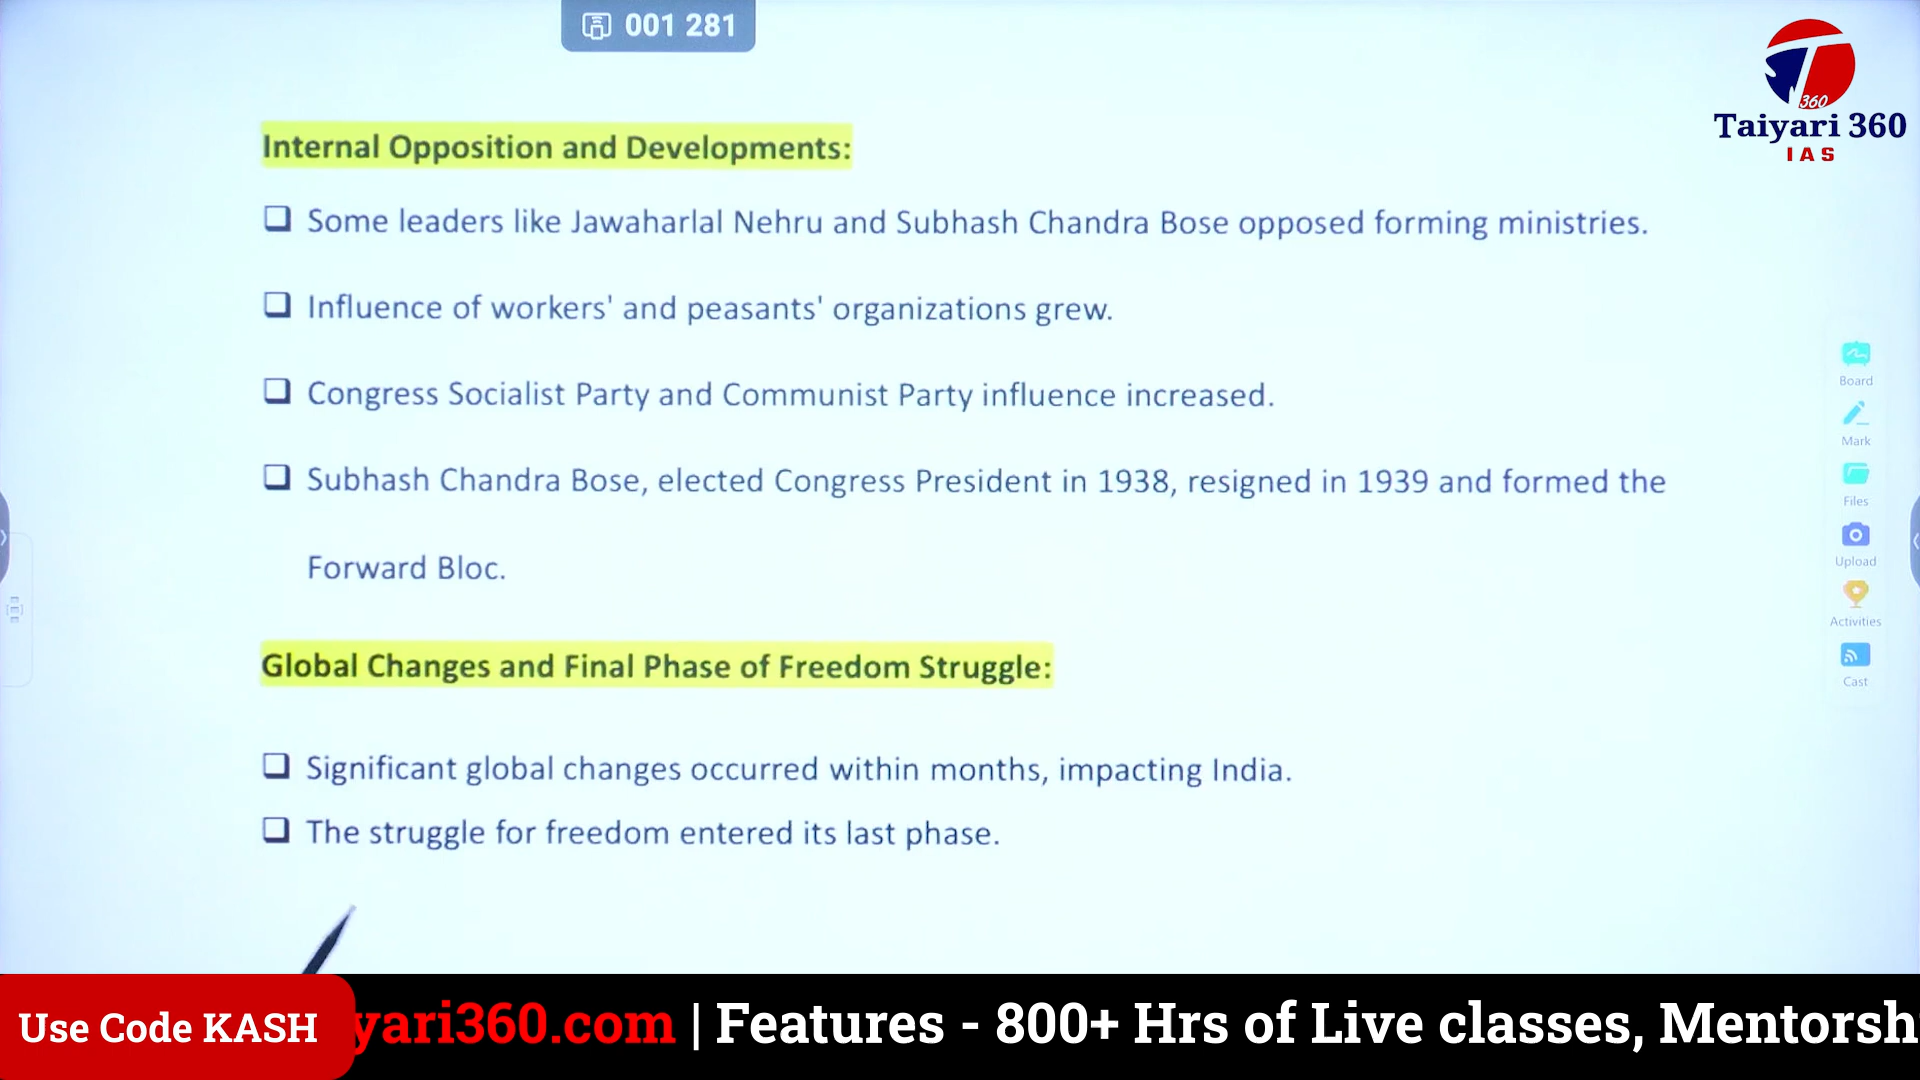 001 281
360
Taiyari 360
IAS
Internal Opposition and Developments:
❑ Some leaders like Jawaharlal Nehru and Subhash Chandra Bose opposed forming ministries.
❑ Influence of workers' and peasants' organizations grew.
❑ Congress Socialist Party and Communist Party influence increased.
❑ Subhash Chandra Bose, elected Congress President in 1938, resigned in 1939 and formed the
Forward Bloc.
Global Changes and Final Phase of Freedom Struggle:
❑ Significant global changes occurred within months, impacting India.
❑ The struggle for freedom entered its last phase.
Board
Mark
Files
Upload
Activities
Cast
Use Code KASH yari360.com | Features - 800+ Hrs of Live classes, Mentorsh